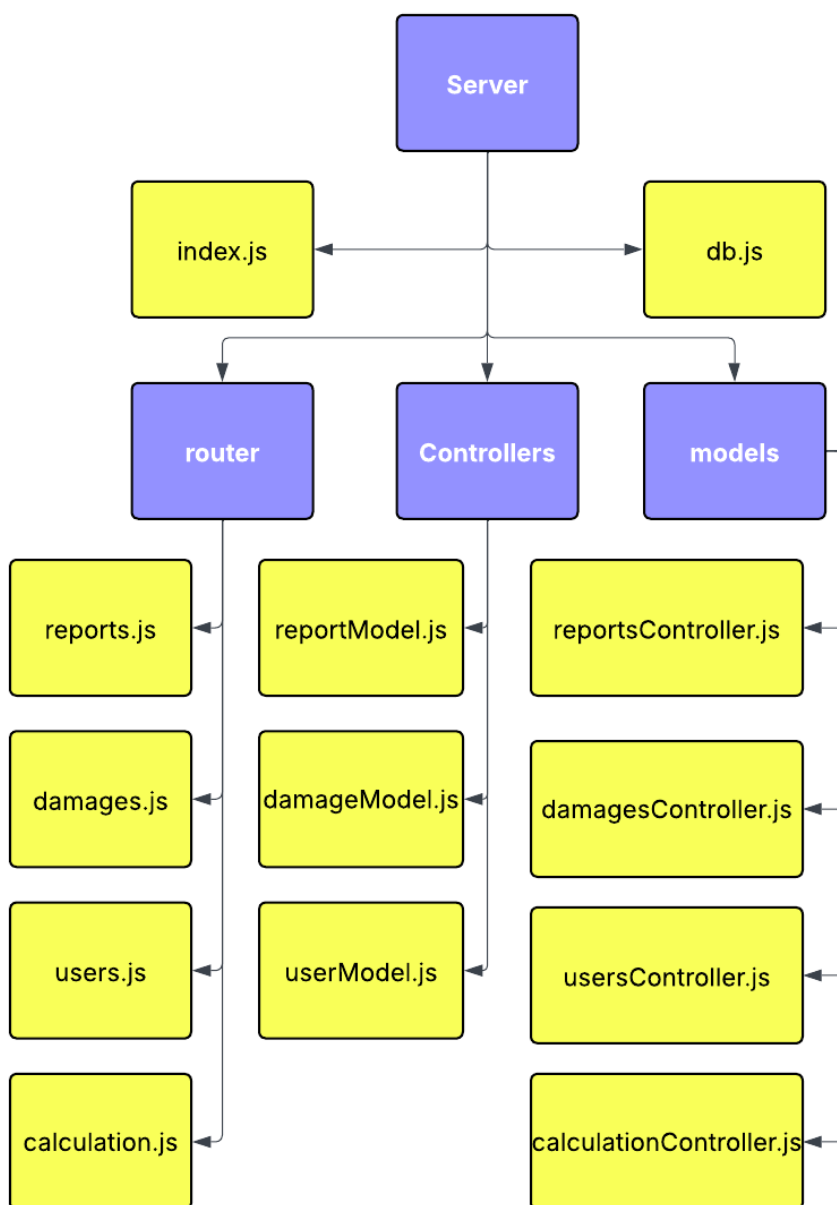 Server
index.js
db.js
router
Controllers
models
reports.js
reportModel.js
reportsController.js
damages.js
damageModel.js
damagesController.js
users.js
userModel.js
usersController.js
calculation.js
calculationController.js